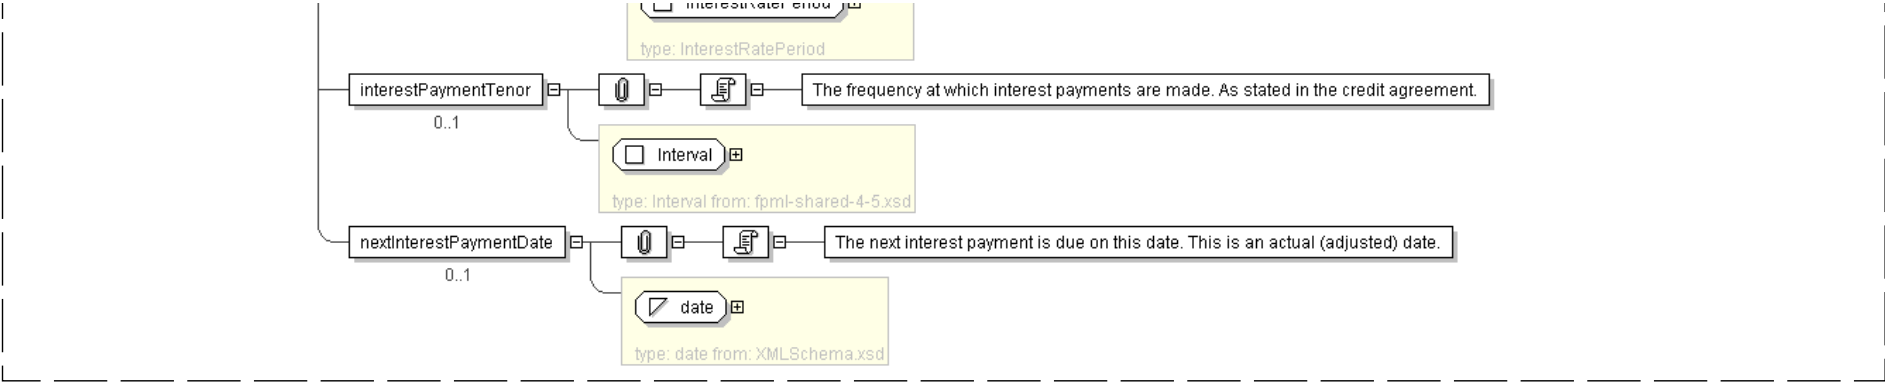 interestRatePeriod
type: InterestRatePeriod
interestPaymentTenor
The frequency at which interest payments are made. As stated in the credit agreement.
0..1
Interval
type: Interval from: fpml-shared-4-5.xsd
nextInterestPaymentDate
The next interest payment is due on this date. This is an actual (adjusted) date.
0..1
date
type: date from: XMLSchema.xsd